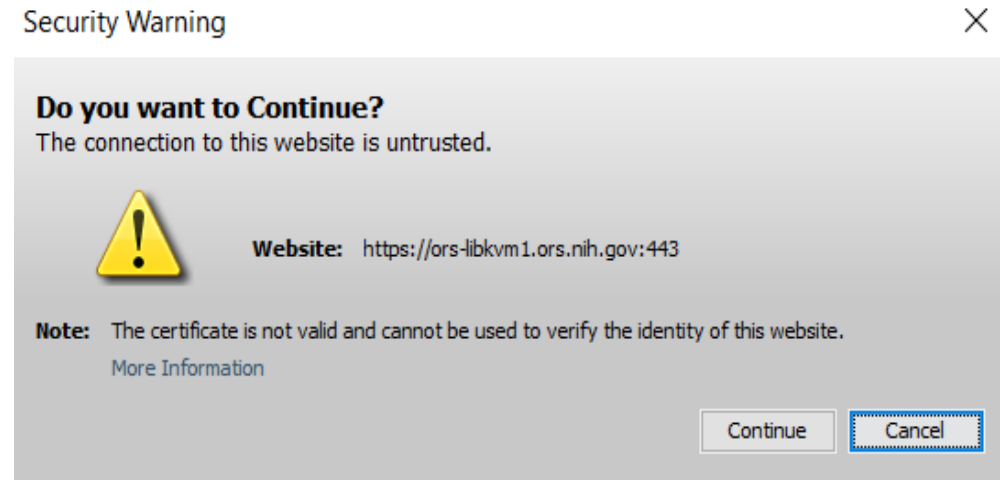 Security Warning
Do you want to Continue?
The connection to this website is untrusted.
Website: https://ors-libkvm1.ors.nih.gov:443
Note: The certificate is not valid and cannot be used to verify the identity of this website.
More Information
Continue Cancel